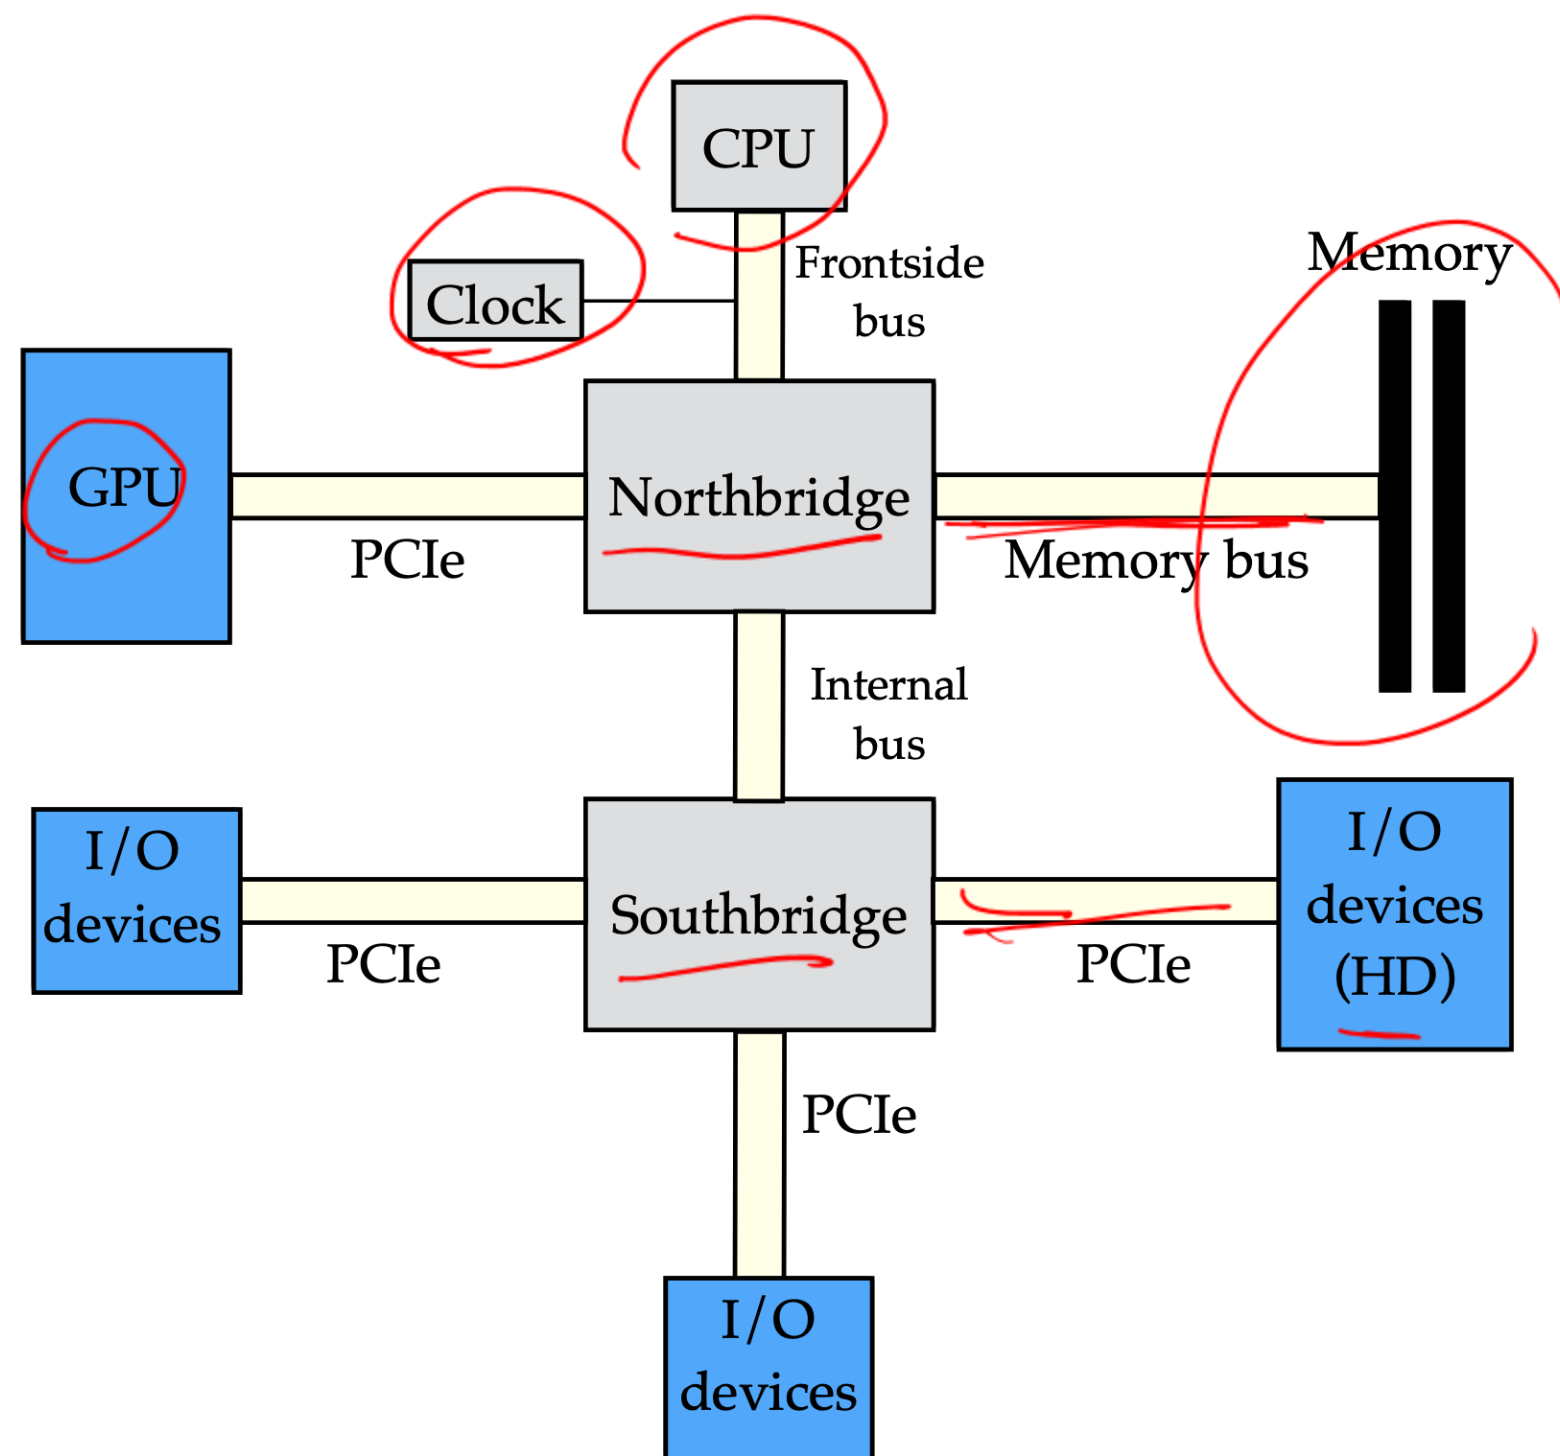 CPU
Frontside
bus
Clock
Memory
GPU
Northbridge
PCIe
Memory bus
Internal
bus
I/O
devices
Southbridge
I/O
devices
(HD)
PCIe
PCIe
PCIe
I/O
devices